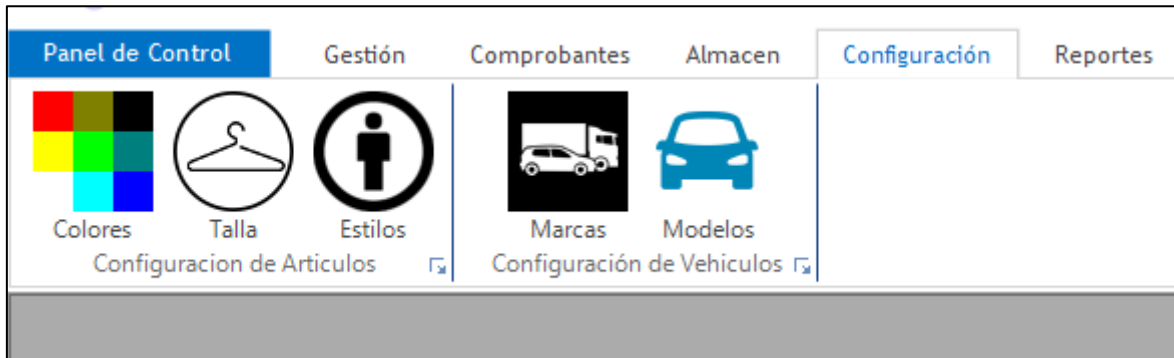 Panel de Control Gestión Comprobantes Almacen Configuración Reportes
Colores Talla Estilos Marcas Modelos
Configuracion de Articulos Configuración de Vehiculos